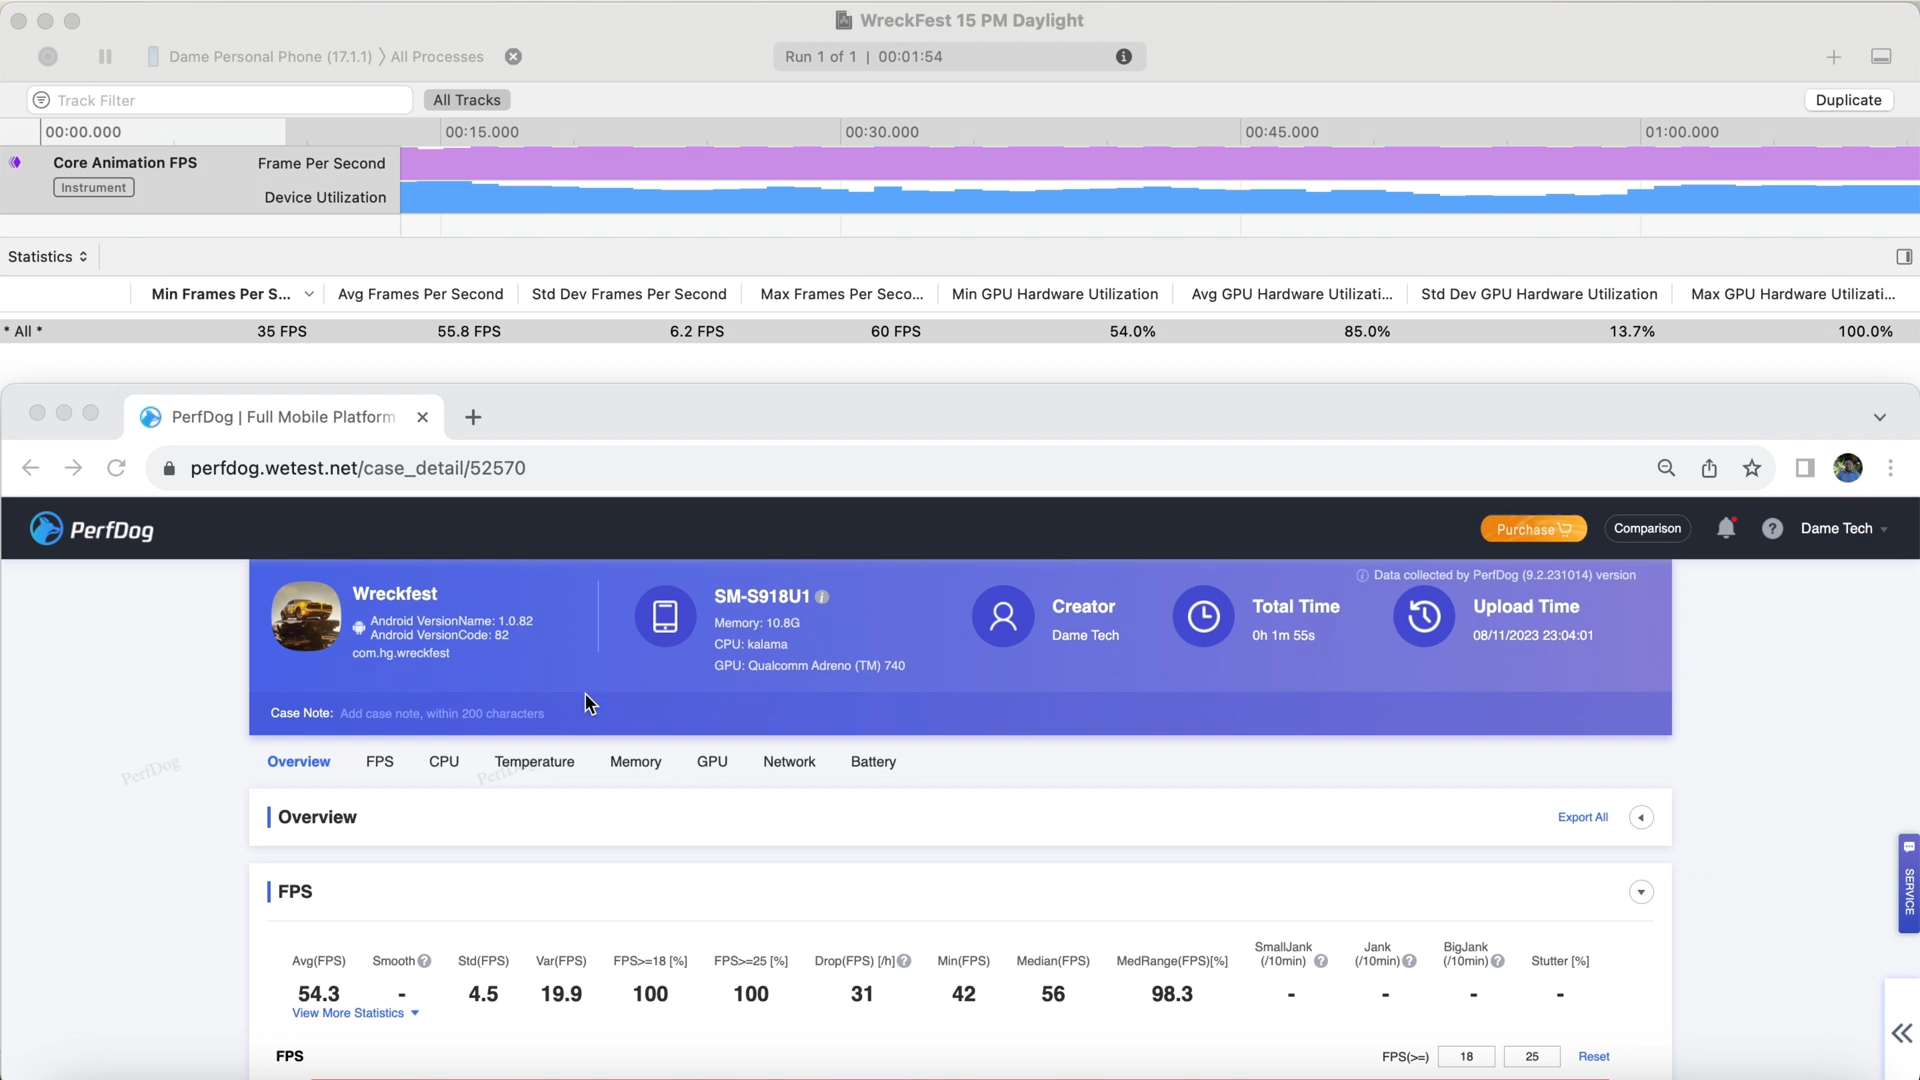 WreckFest 15 PM Daylight
Dame Personal Phone (17.1.1) 〉All Processes
Run 1 of 1 | 00:01:54
Track Filter
All Tracks
Duplicate
00:00.000 00:15.000 00:30.000 00:45.000 01:00.000
Core Animation FPS
Instrument
Frame Per Second
Device Utilization
Statistics
Min Frames Per S... Avg Frames Per Second Std Dev Frames Per Second Max Frames Per Seco... Min GPU Hardware Utilization Avg GPU Hardware Utilizati... Std Dev GPU Hardware Utilization Max GPU Hardware Utilizati...
* All * 35 FPS 55.8 FPS 6.2 FPS 60 FPS 54.0% 85.0% 13.7% 100.0%
PerfDog | Full Mobile Platform
perfdog.wetest.net/case_detail/52570
PerfDog
Purchase
Comparison
Dame Tech
Data collected by PerfDog (9.2.231014) version
Wreckfest
Android VersionName: 1.0.82
Android VersionCode: 82
com.hg.wreckfest
SM-S918U1
Memory: 10.8G
CPU: kalama
GPU: Qualcomm Adreno (TM) 740
Creator
Dame Tech
Total Time
0h 1m 55s
Upload Time
08/11/2023 23:04:01
Case Note: Add case note, within 200 characters
Overview FPS CPU Temperature Memory GPU Network Battery
PerfDog
PerfDog
Overview
Export All
SERVICE
FPS
Avg(FPS) Smooth Std(FPS) Var(FPS) FPS>=18 [%] FPS>=25 [%] Drop(FPS) [/h] Min(FPS) Median(FPS) MedRange(FPS)[%] SmallJank (/10min) Jank (/10min) BigJank (/10min) Stutter [%]
54.3 - 4.5 19.9 100 100 31 42 56 98.3 - - - -
View More Statistics
FPS
FPS(>=) 18 25 Reset